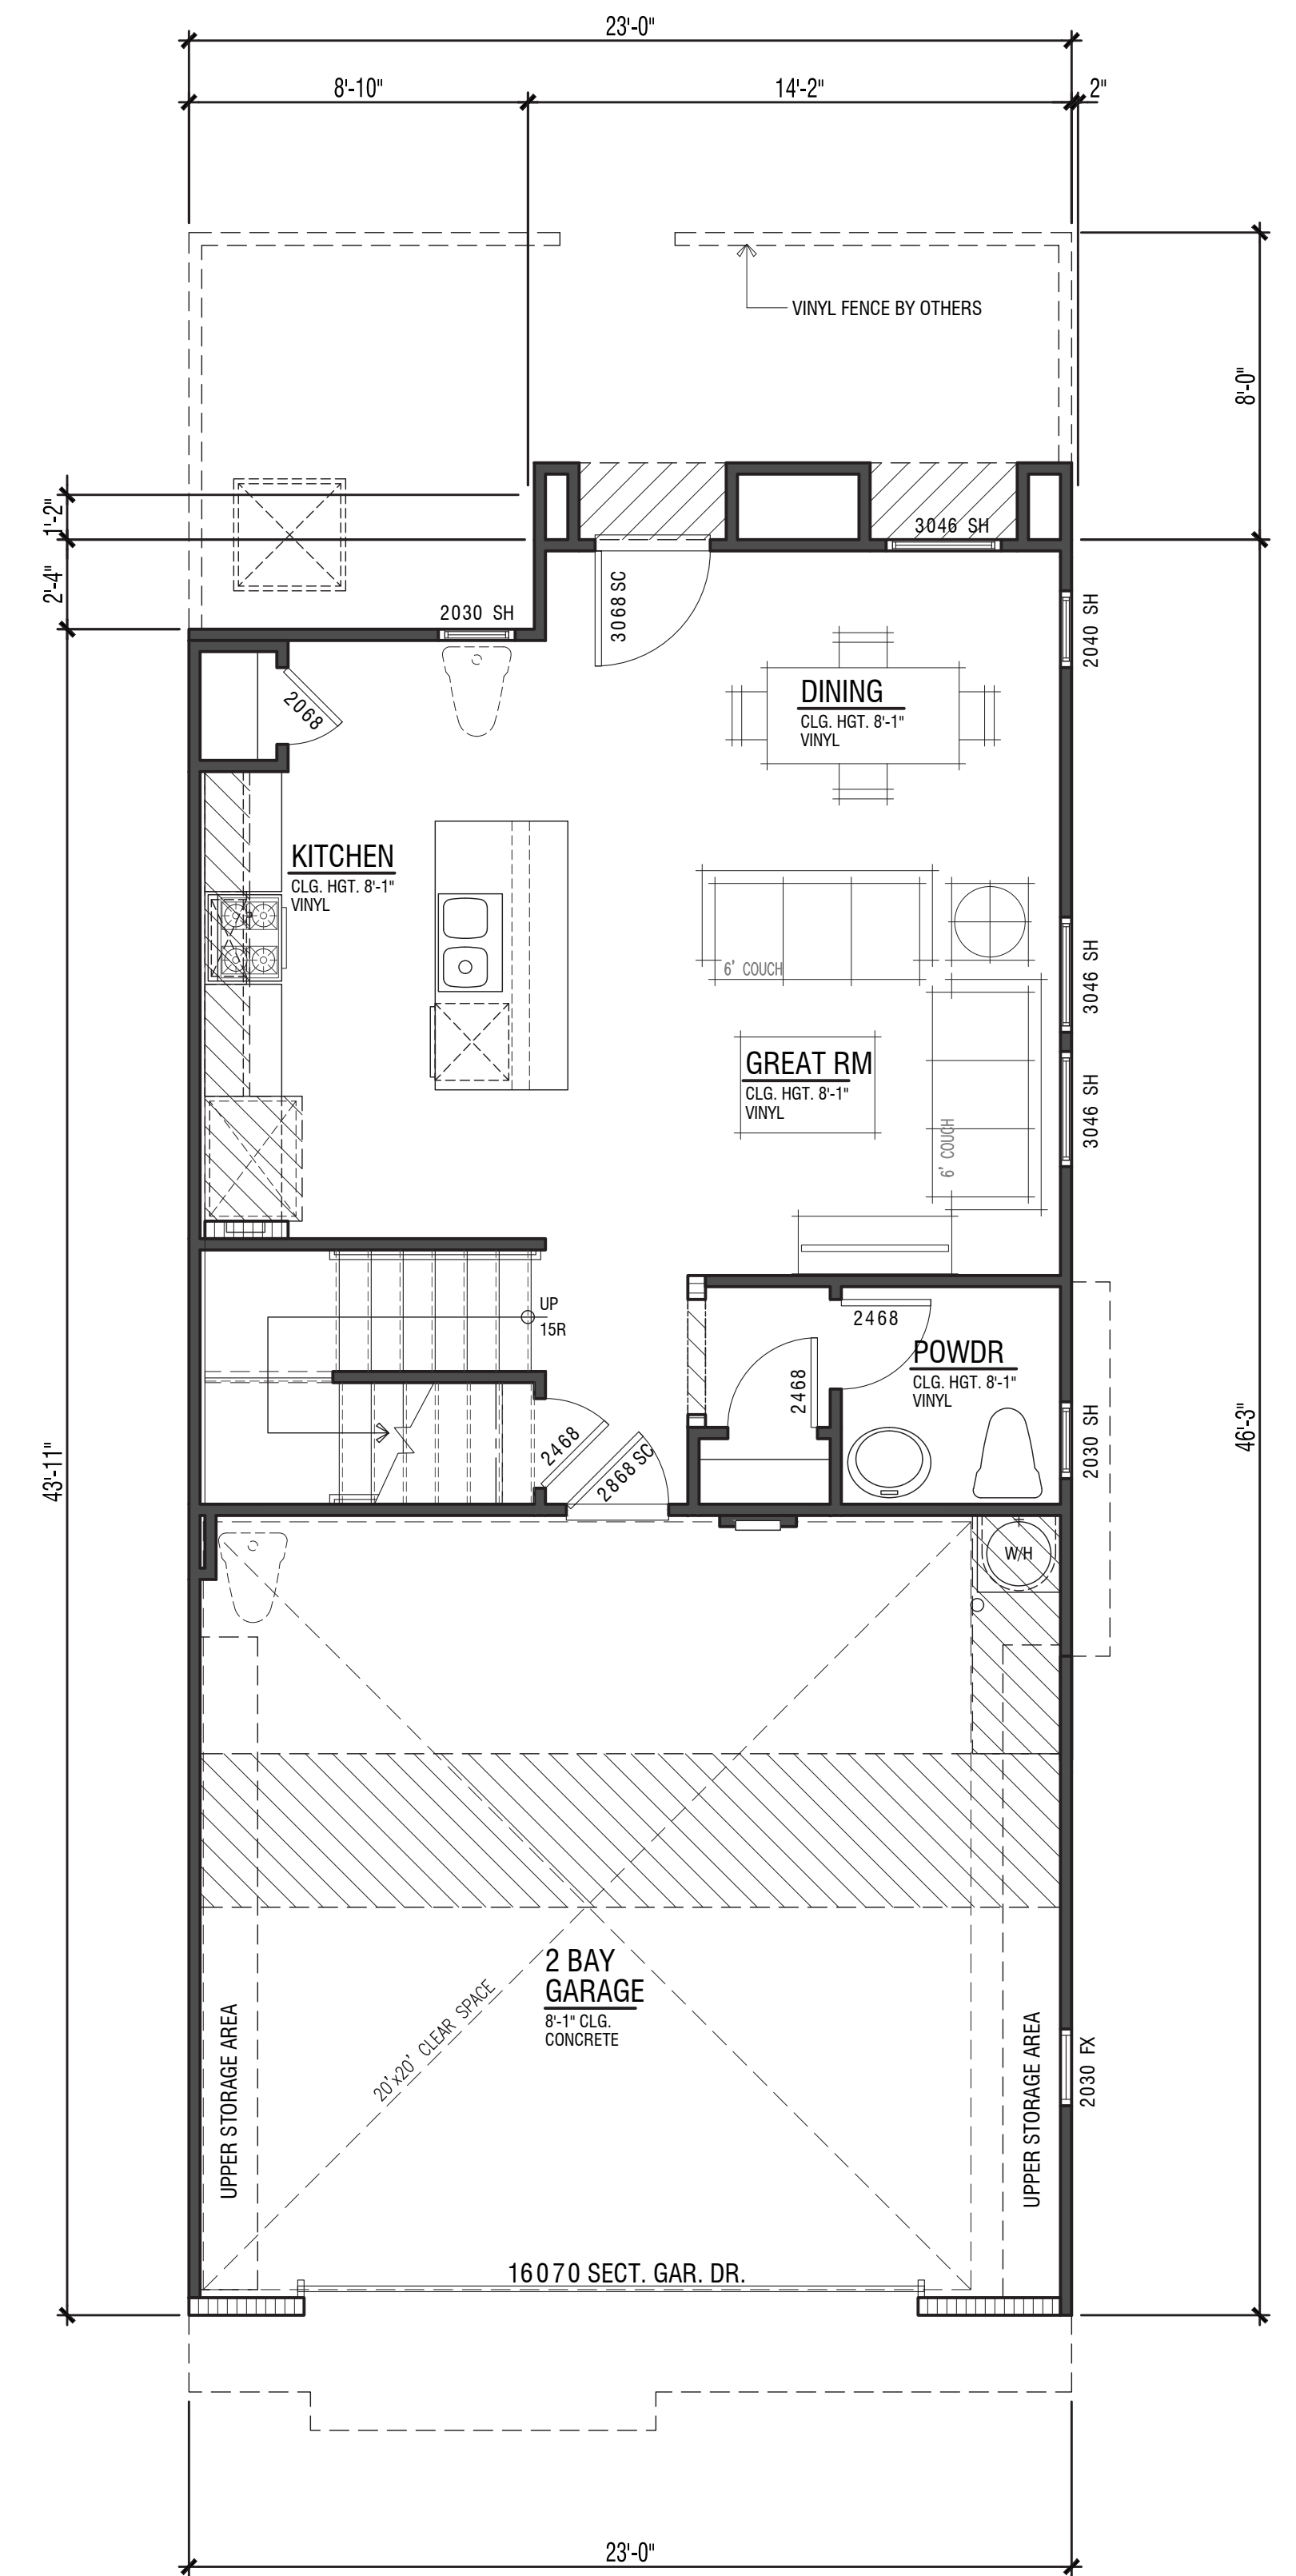 23'-0"
8'-10"
14'-2"
2"
VINYL FENCE BY OTHERS
8'-0"
1'-2"
2'-4"
3046 SH
2030 SH
3068 SC
2040 SH
2068
DINING
CLG. HGT. 8'-1"
VINYL
KITCHEN
CLG. HGT. 8'-1"
VINYL
6' COUCH
3046 SH
GREAT RM
CLG. HGT. 8'-1"
VINYL
3046 SH
6' COUCH
UP
15R
2468
POWDR
CLG. HGT. 8'-1"
VINYL
2468
2468
2868 SC
2030 SH
43'-11"
46'-3"
W/H
2 BAY
GARAGE
8'-1" CLG.
CONCRETE
20'x20' CLEAR SPACE
UPPER STORAGE AREA
UPPER STORAGE AREA
2030 FX
16070 SECT. GAR. DR.
23'-0"